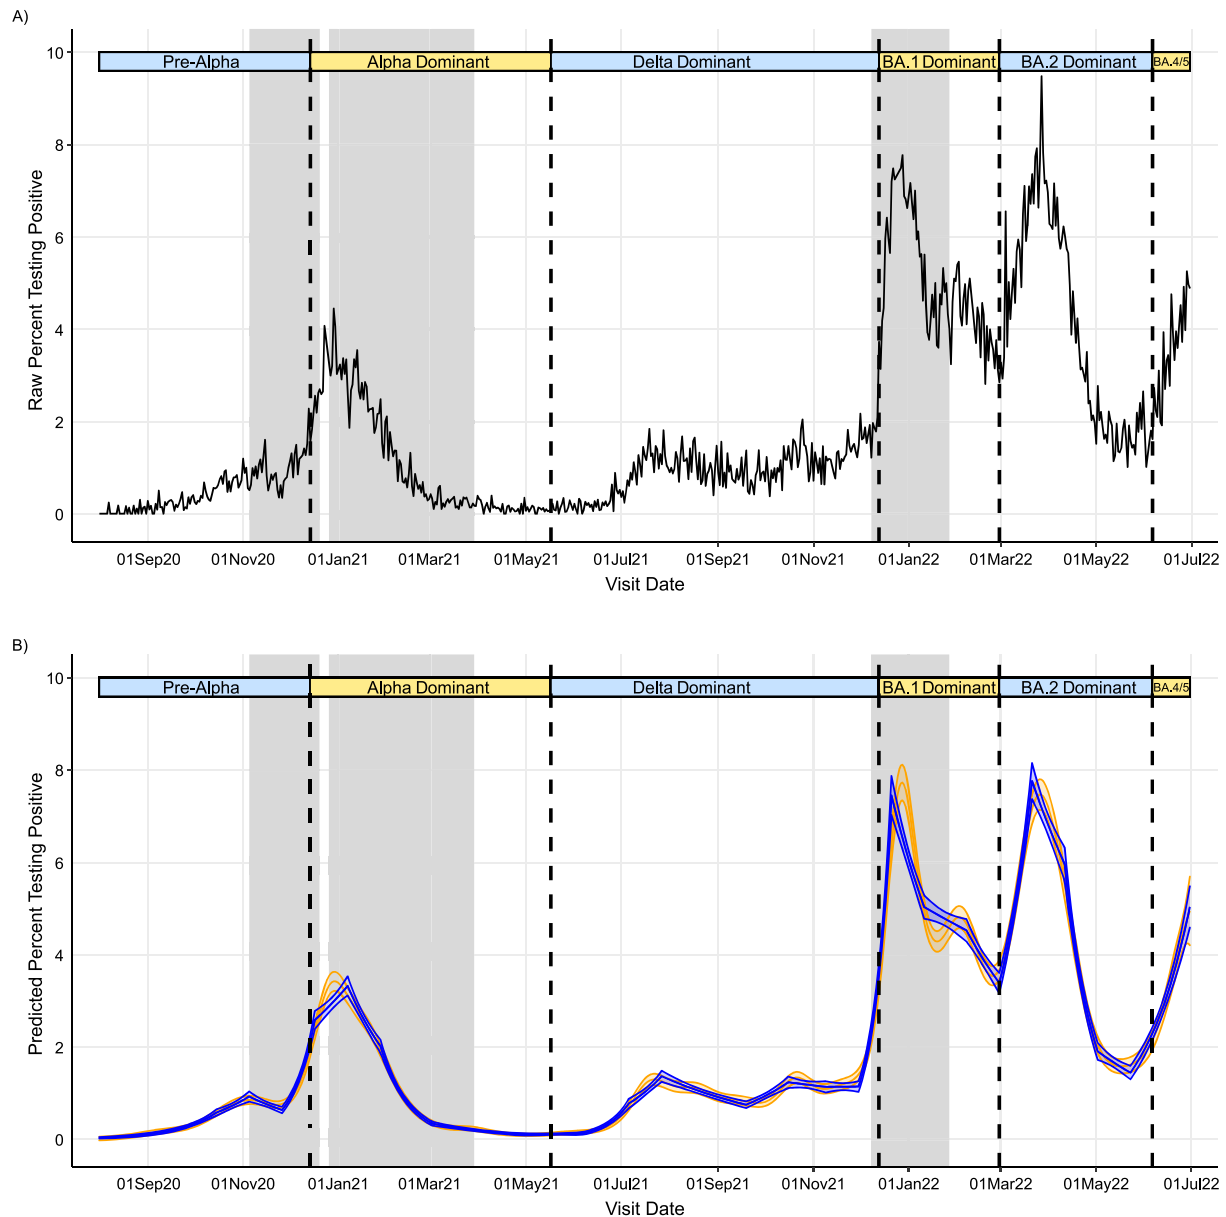 A)
10
Pre-Alpha Alpha Dominant Delta Dominant BA.1 Dominant BA.2 Dominant BA.4/5
8
6
4
2
0
Raw Percent Testing Positive
01Sep20 01Nov20 01Jan21 01Mar21 01May21 01Jul21 01Sep21 01Nov21 01Jan22 01Mar22 01May22 01Jul22
Visit Date
B)
10
Pre-Alpha Alpha Dominant Delta Dominant BA.1 Dominant BA.2 Dominant BA.4/5
8
6
4
2
0
Predicted Percent Testing Positive
01Sep20 01Nov20 01Jan21 01Mar21 01May21 01Jul21 01Sep21 01Nov21 01Jan22 01Mar22 01May22 01Jul22
Visit Date